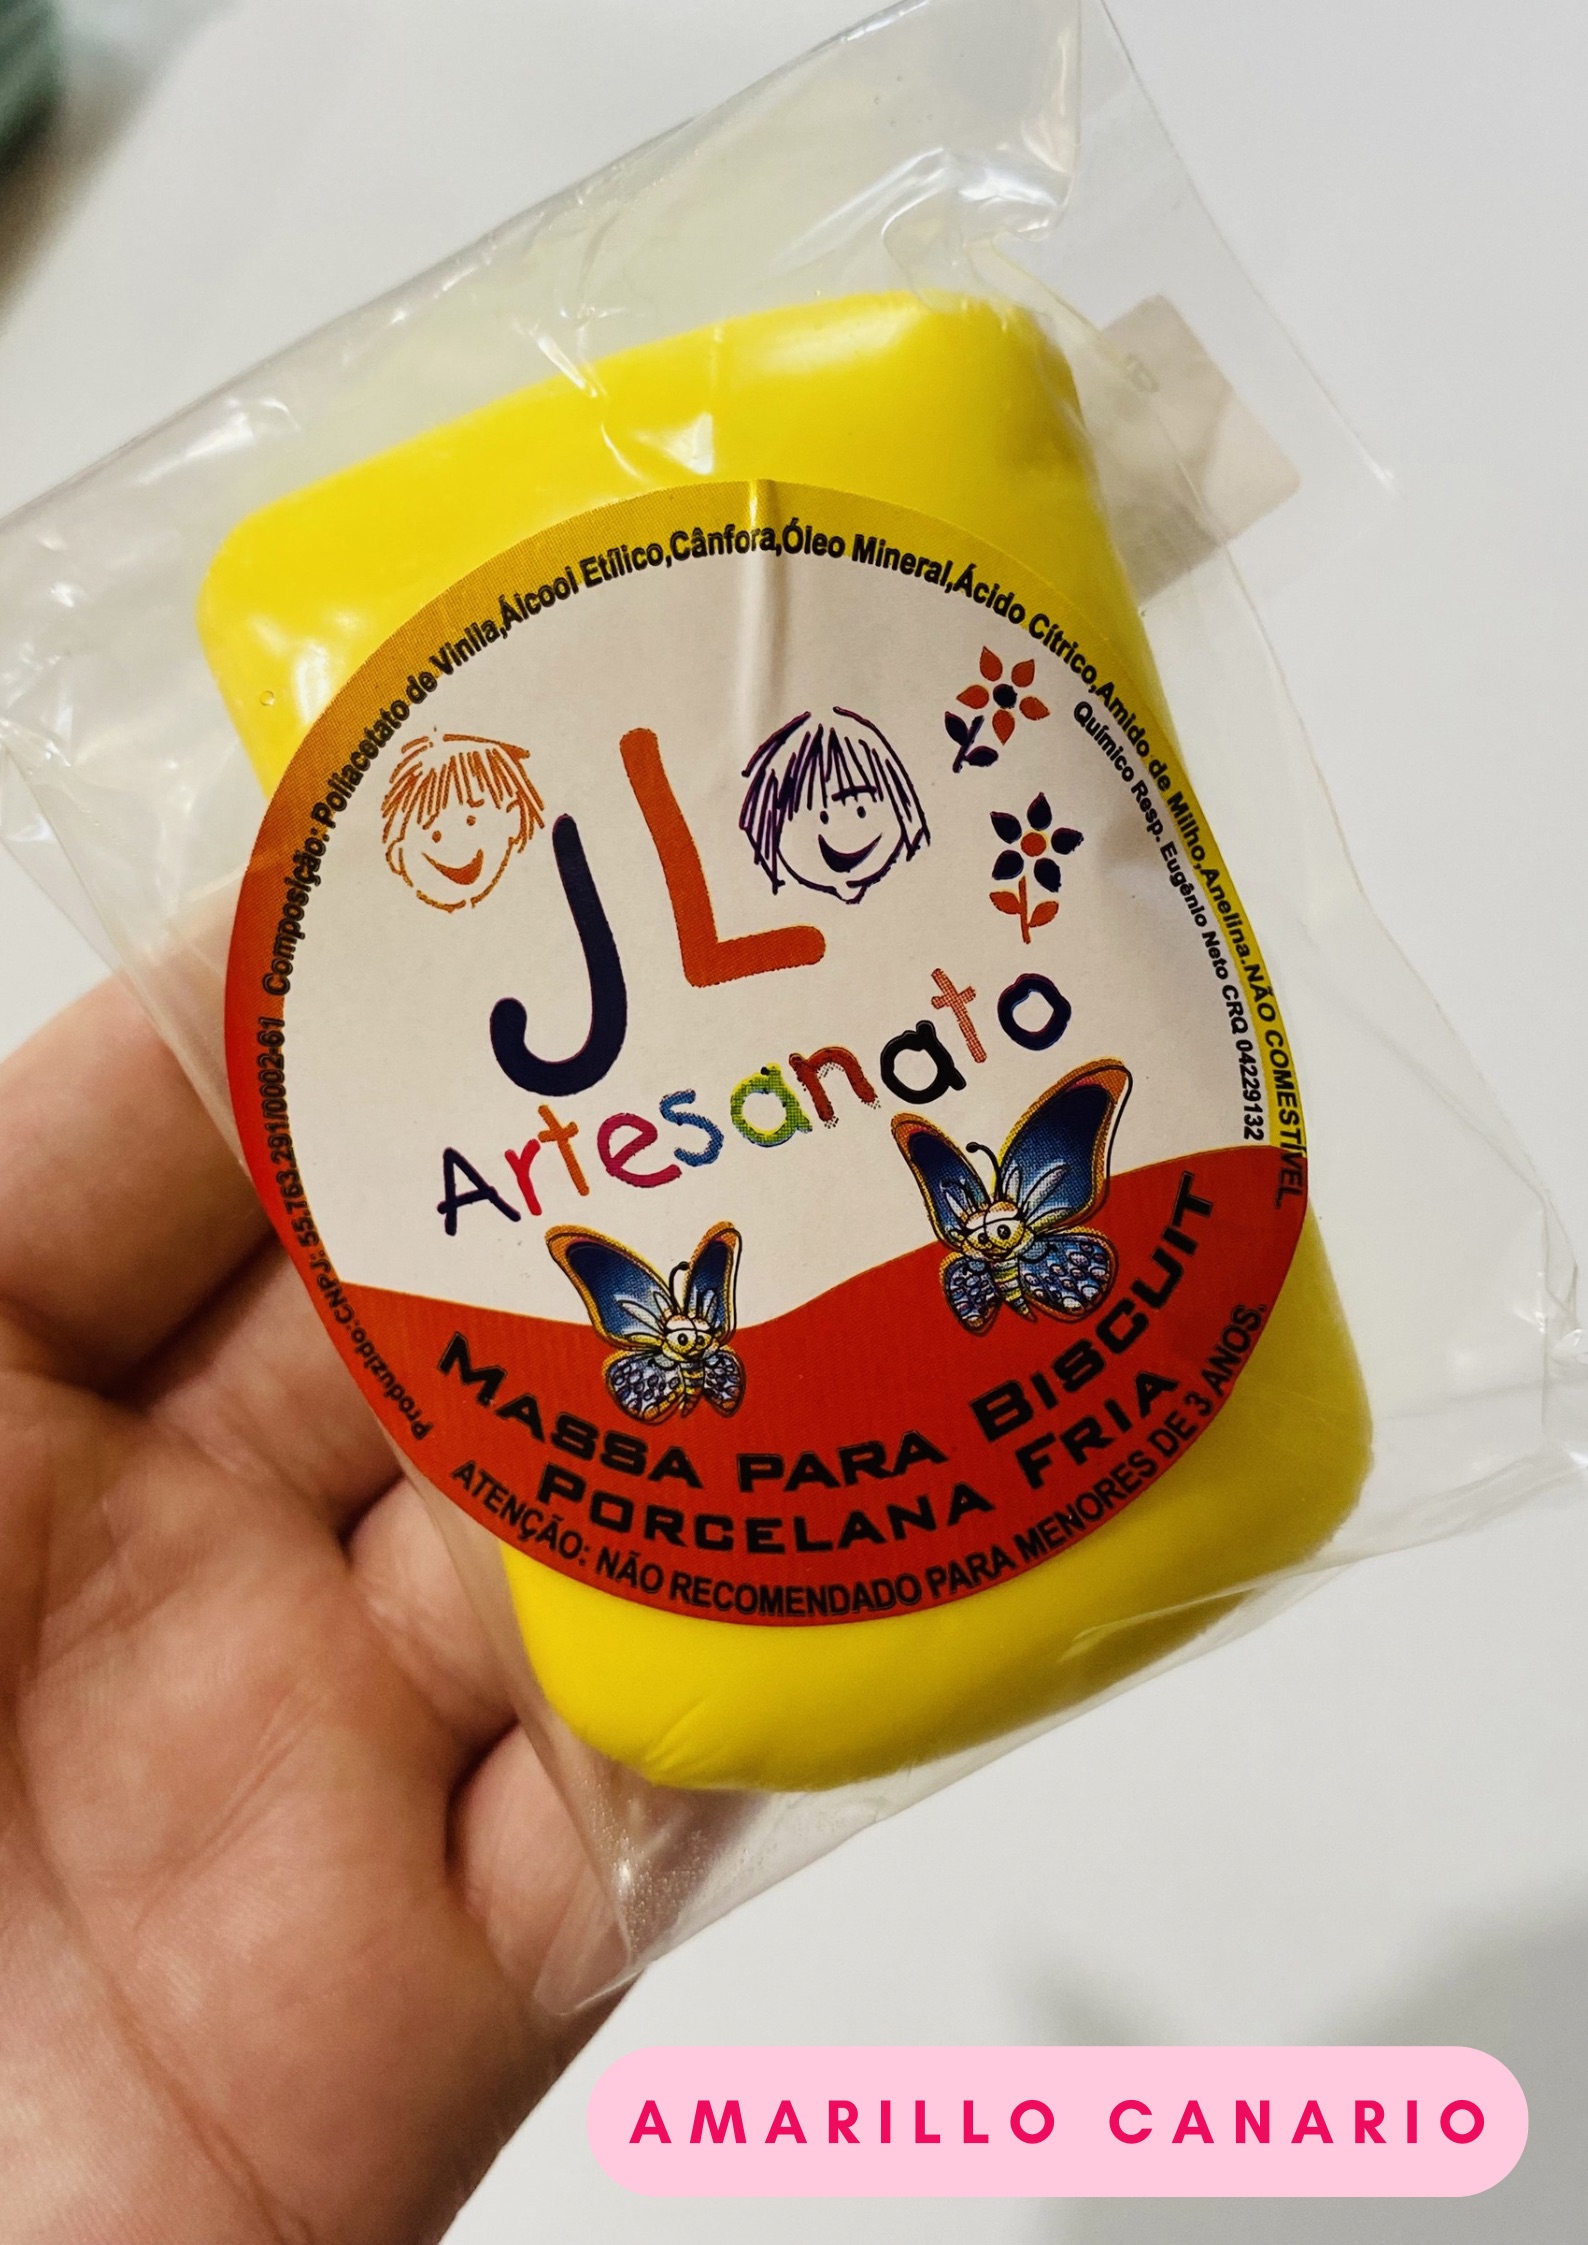 Composição: Poliacetato de Vinila,Álcool Etílico,Cânfora,Óleo Mineral,Ácido Cítrico,Amido de Milho,Anelina.NÃO COMESTÍVEL.
Químico Resp. Eugênio Neto CRQ 04229132
JL
Artesanato
MASSA PARA BISCUIT
PORCELANA FRIA
ATENÇÃO: NÃO RECOMENDADO PARA MENORES DE 3 ANOS.
Produzido:CNPJ: 55.763.291/0002-61
AMARILLO CANARIO